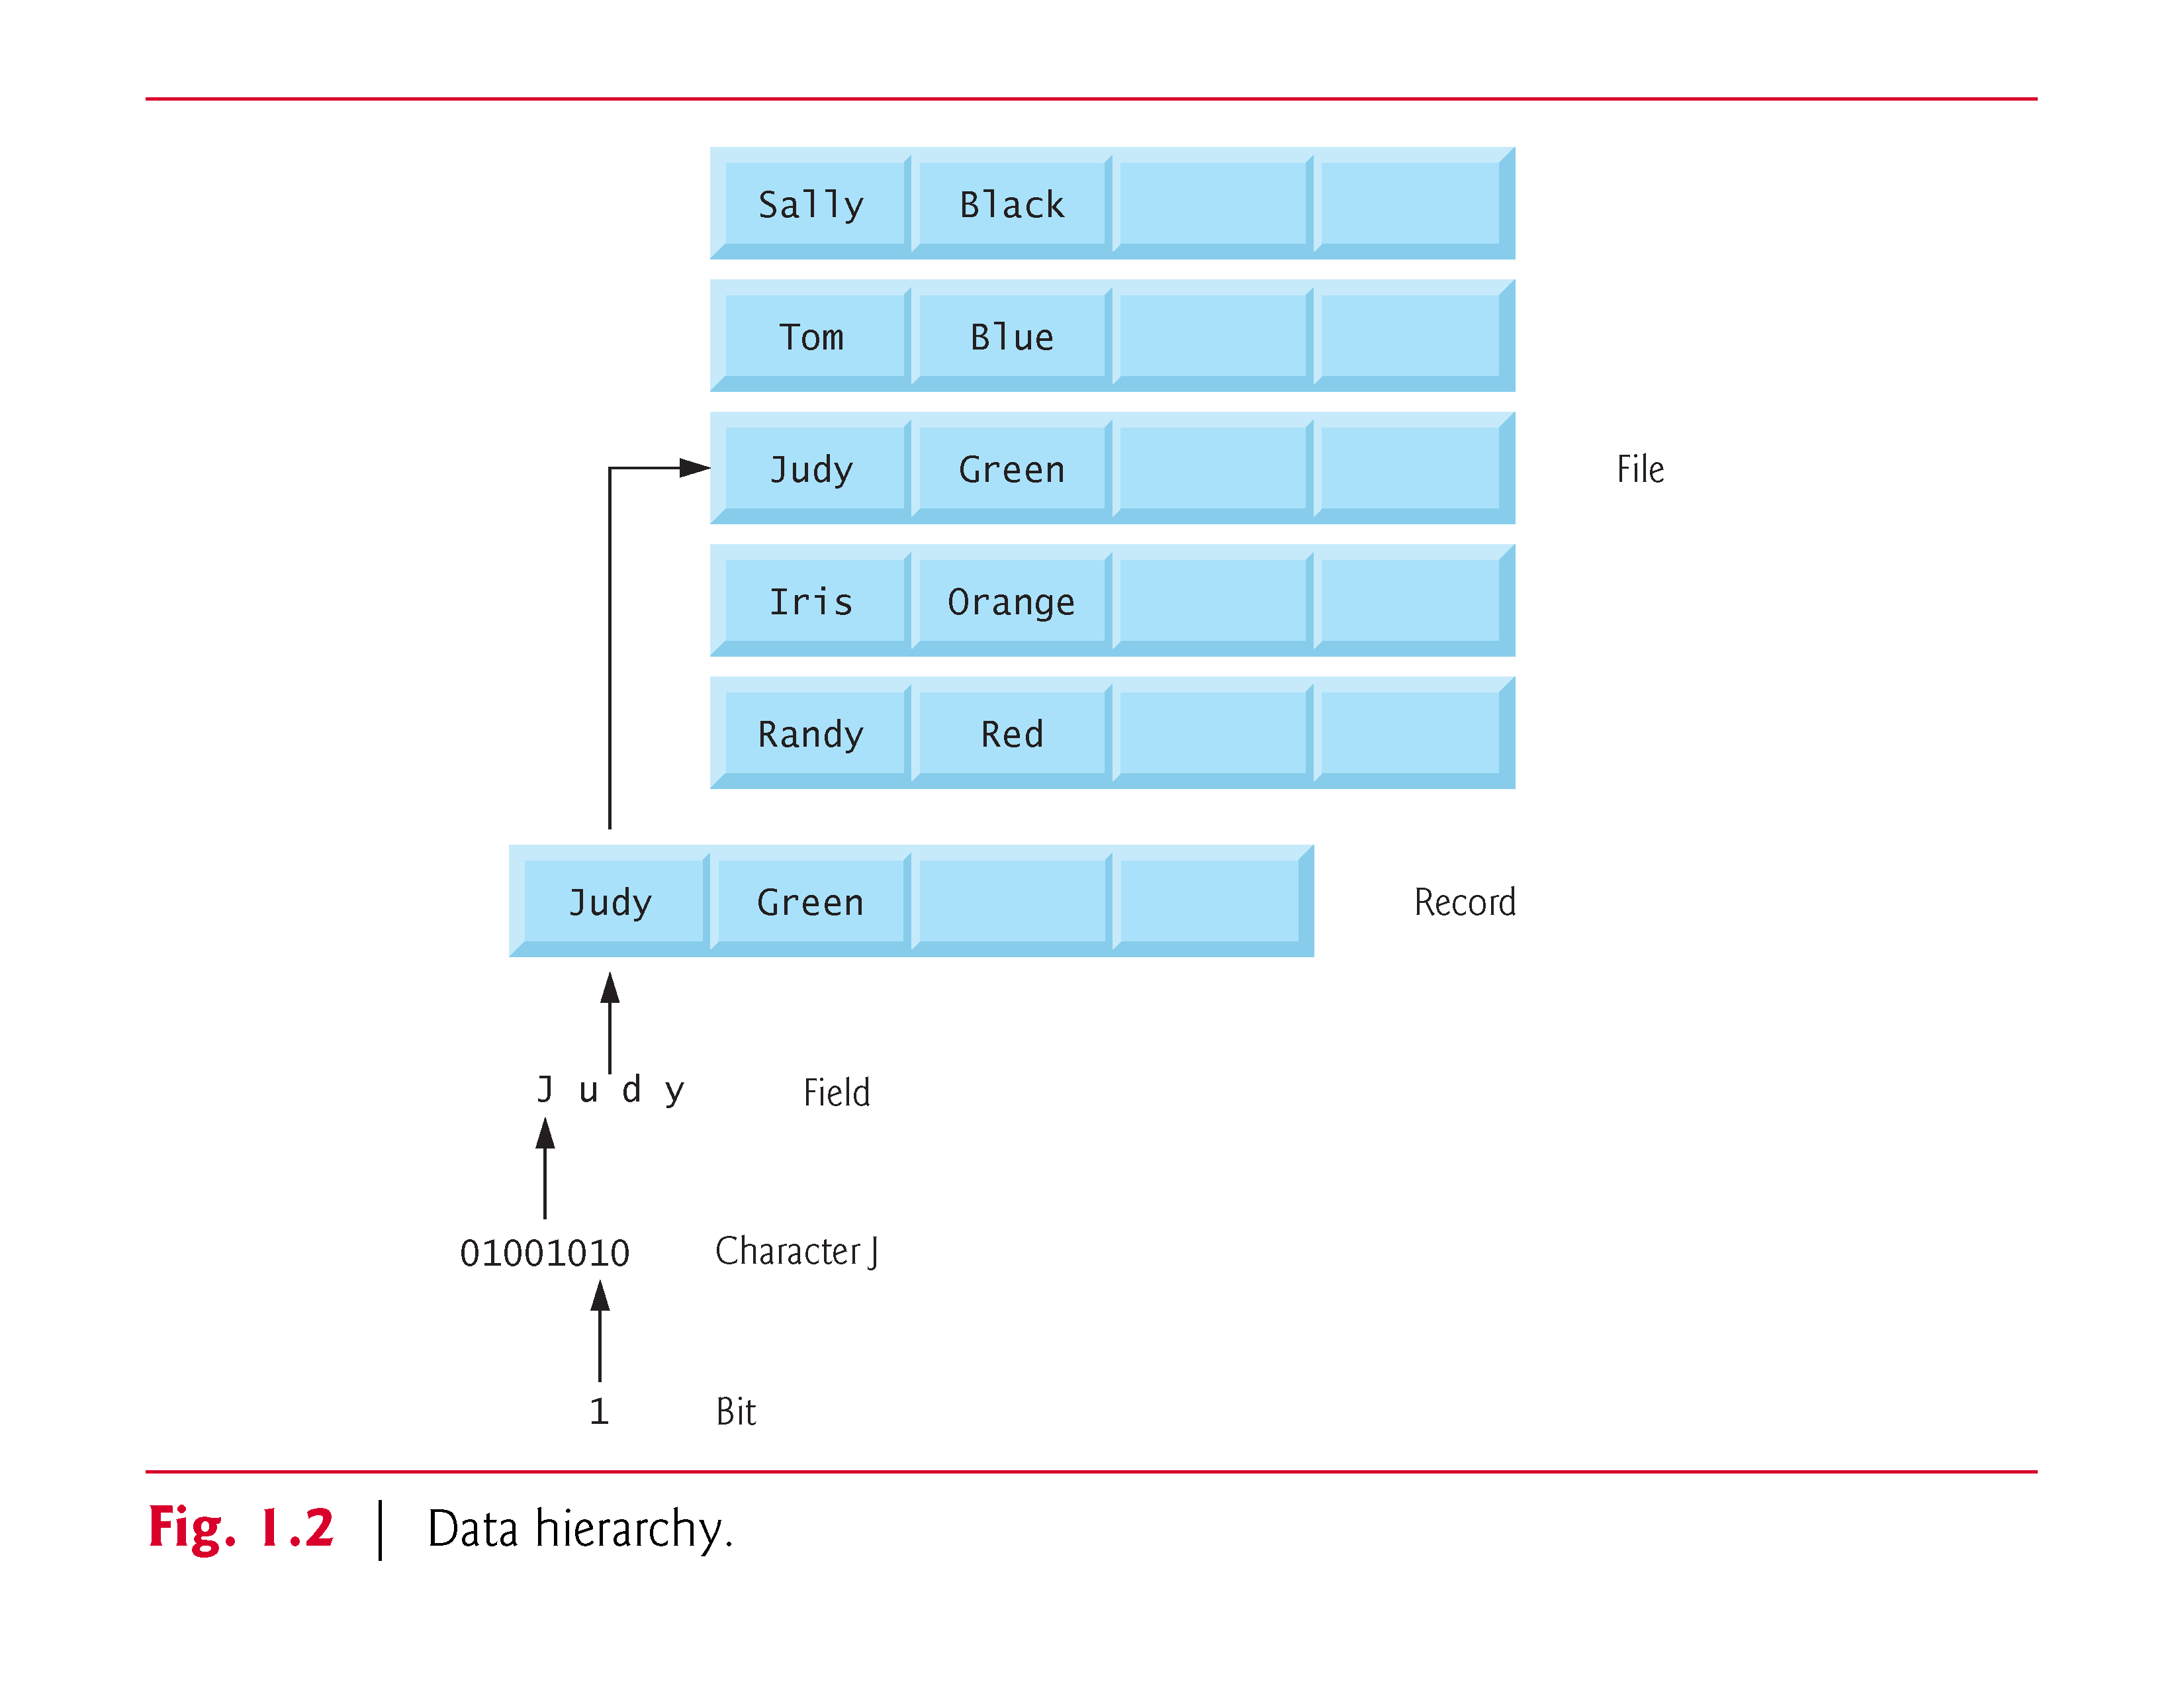 Sally Black
Tom Blue
Judy Green File
Iris Orange
Randy Red
Judy Green Record
J u d y Field
01001010 Character J
1 Bit
Fig. 1.2 | Data hierarchy.